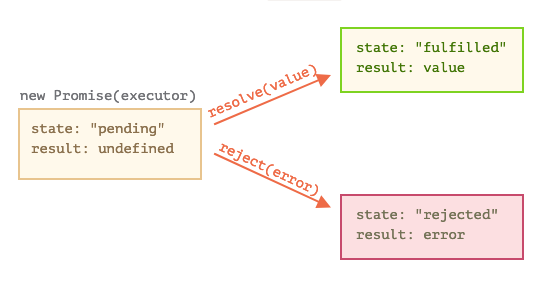 new Promise(executor)
state: "pending"
result: undefined
resolve(value)
reject(error)
state: "fulfilled"
result: value
state: "rejected"
result: error